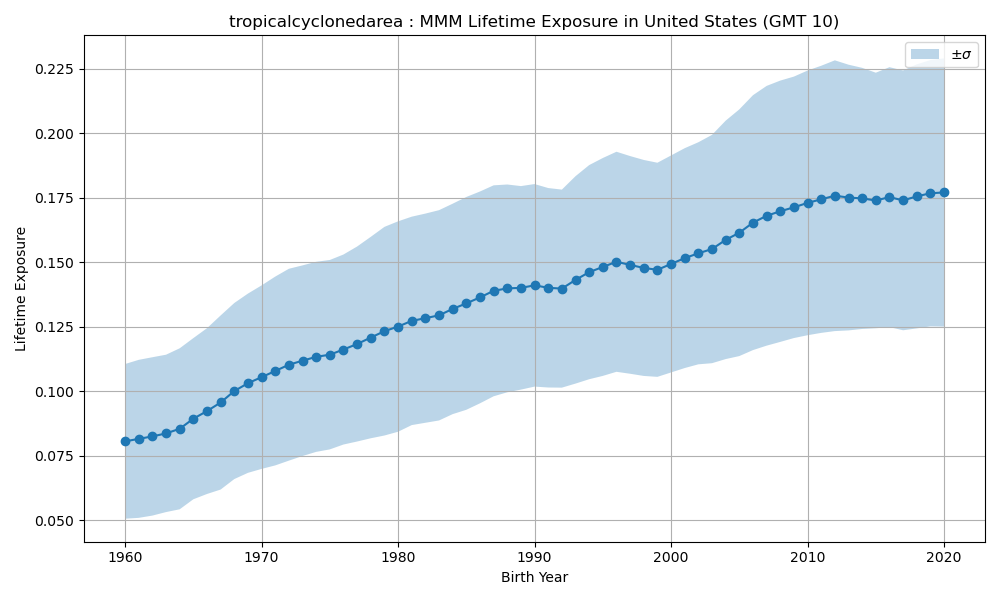 tropicalcyclonedarea : MMM Lifetime Exposure in United States (GMT 10)
±σ
Lifetime Exposure
0.225
0.200
0.175
0.150
0.125
0.100
0.075
0.050
1960 1970 1980 1990 2000 2010 2020
Birth Year